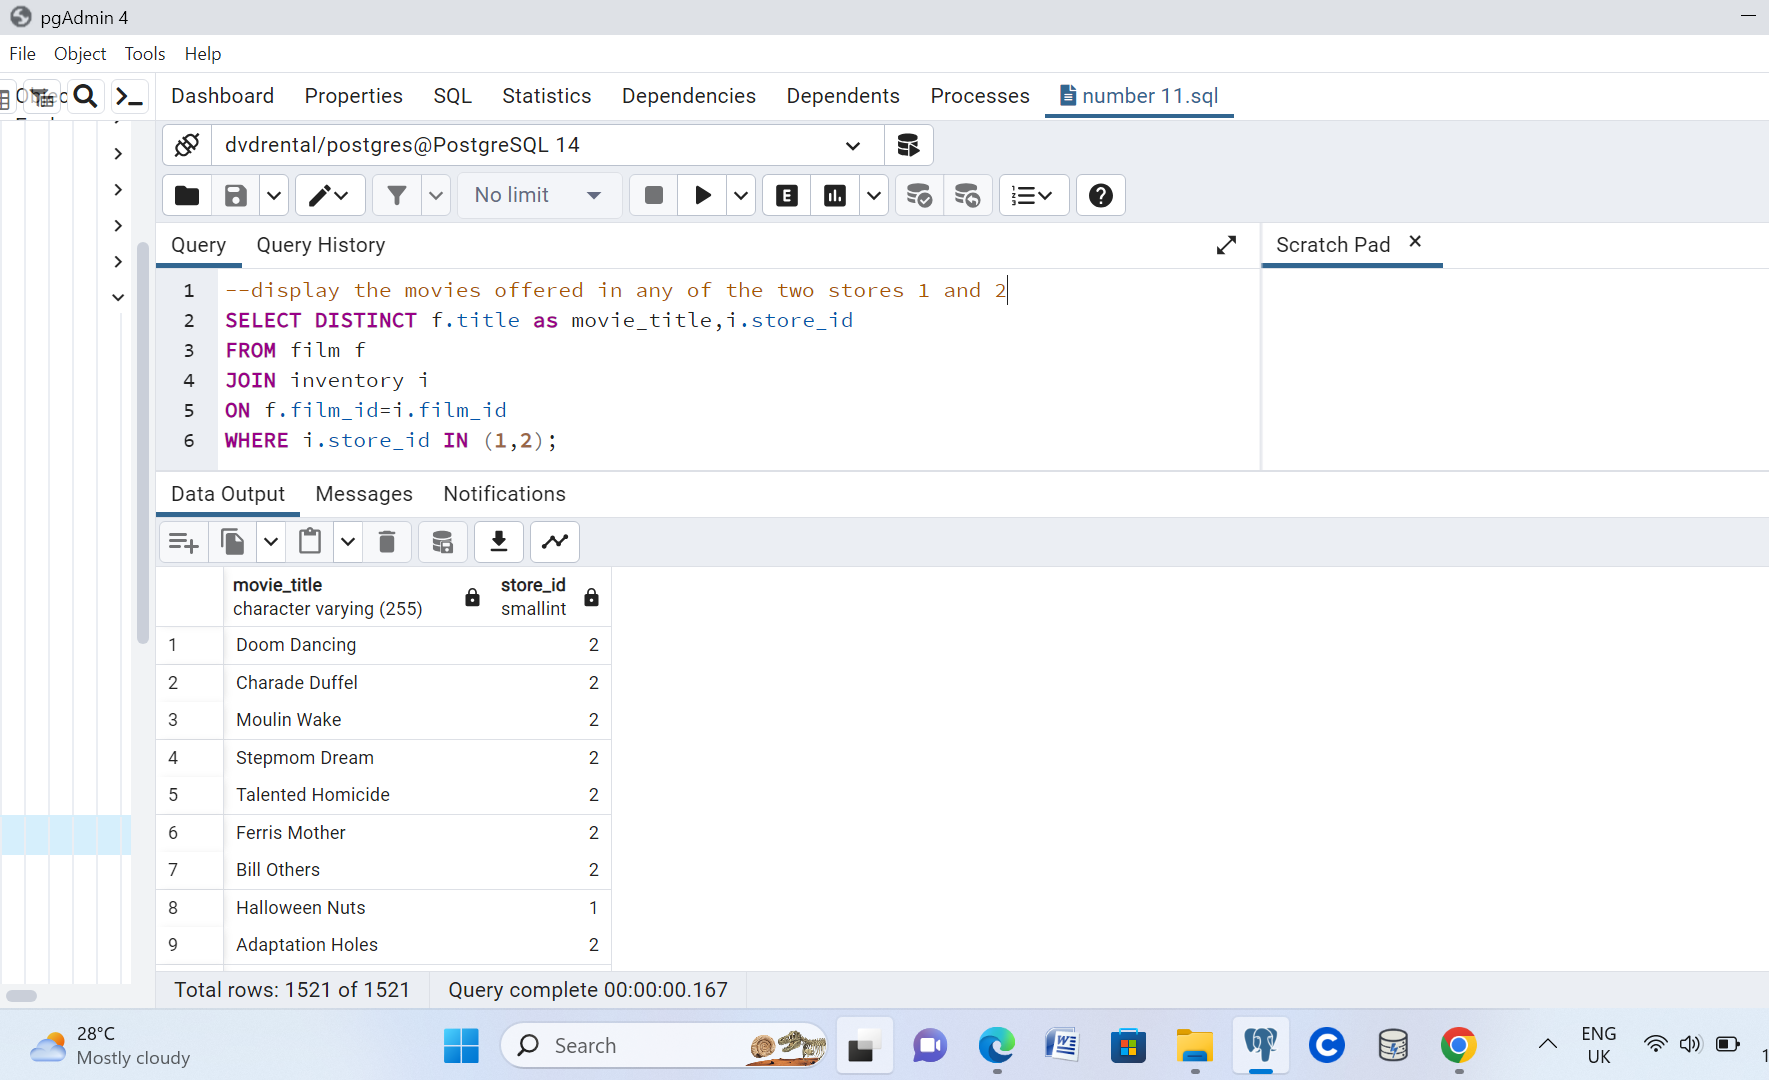 pgAdmin 4
File Object Tools Help
Dashboard Properties SQL Statistics Dependencies Dependents Processes number 11.sql
dvdrental/postgres@PostgreSQL 14
No limit
E
Query Query History Scratch Pad
1 --display the movies offered in any of the two stores 1 and 2
2 SELECT DISTINCT f.title as movie_title,i.store_id
3 FROM film f
4 JOIN inventory i
5 ON f.film_id=i.film_id
6 WHERE i.store_id IN (1,2);
Data Output Messages Notifications
movie_title store_id
character varying (255) smallint
1 Doom Dancing 2
2 Charade Duffel 2
3 Moulin Wake 2
4 Stepmom Dream 2
5 Talented Homicide 2
6 Ferris Mother 2
7 Bill Others 2
8 Halloween Nuts 1
9 Adaptation Holes 2
Total rows: 1521 of 1521 Query complete 00:00:00.167
28°C
Mostly cloudy
Search
ENG
UK